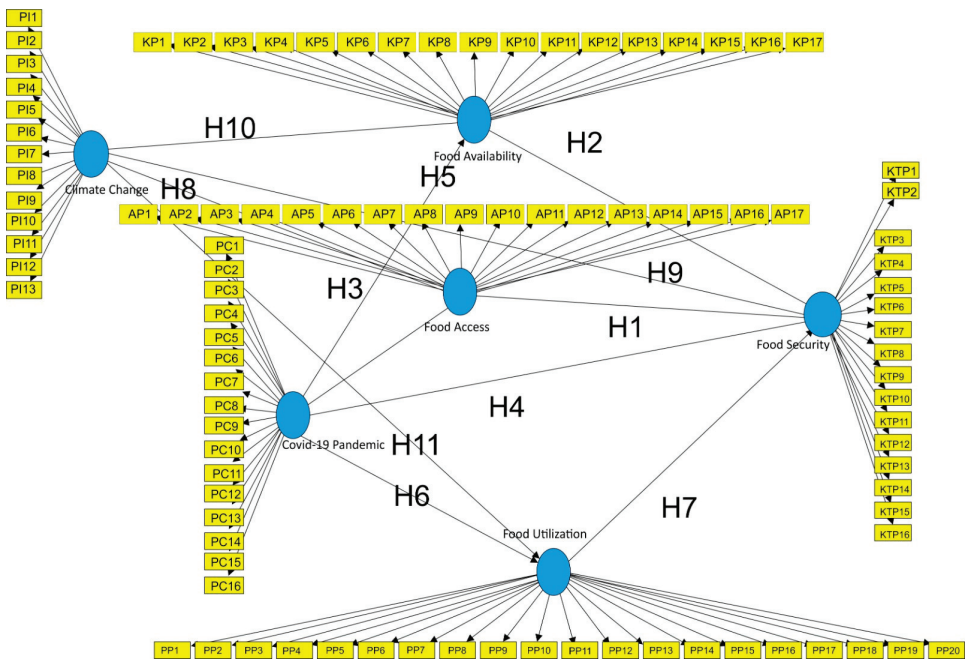 PI1
PI2
PI3
PI4
PI5
PI6
PI7
PI8
PI9
PI10
PI11
PI12
PI13
Climate Change
KP1 KP2 KP3 KP4 KP5 KP6 KP7 KP8 KP9 KP10 KP11 KP12 KP13 KP14 KP15 KP16 KP17
Food Availability
H10
H2
H5
H8
AP1 AP2 AP3 AP4 AP5 AP6 AP7 AP8 AP9 AP10 AP11 AP12 AP13 AP14 AP15 AP16 AP17
Food Access
H3
H9
H1
KTP1
KTP2
KTP3
KTP4
KTP5
KTP6
KTP7
KTP8
KTP9
KTP10
KTP11
KTP12
KTP13
KTP14
KTP15
KTP16
Food Security
PC1
PC2
PC3
PC4
PC5
PC6
PC7
PC8
PC9
PC10
PC11
PC12
PC13
PC14
PC15
PC16
Covid-19 Pandemic
H4
H11
H6
H7
Food Utilization
PP1 PP2 PP3 PP4 PP5 PP6 PP7 PP8 PP9 PP10 PP11 PP12 PP13 PP14 PP15 PP16 PP17 PP18 PP19 PP20